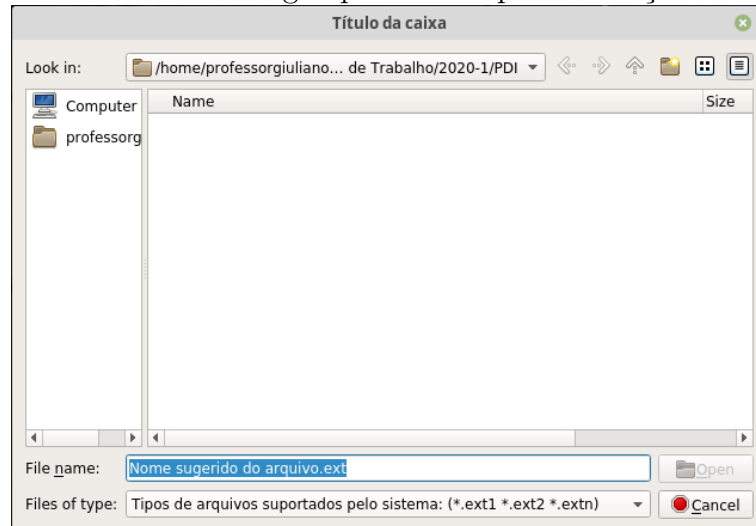 Título da caixa
Look in: /home/professorgiuliano... de Trabalho/2020-1/PDI
Computer
professorg
Name Size
File name: Nome sugerido do arquivo.ext Open
Files of type: Tipos de arquivos suportados pelo sistema: (*.ext1 *.ext2 *.extn) Cancel